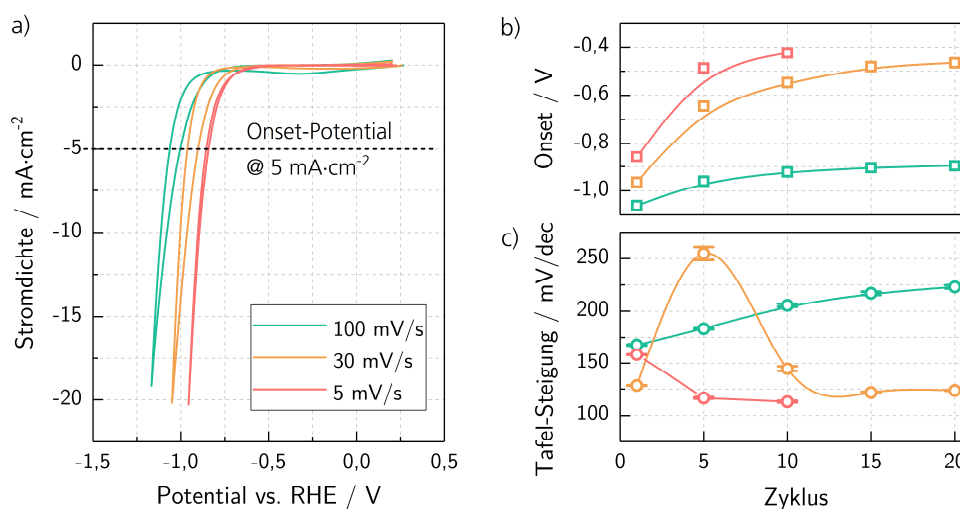 a)
Stromdichte / mA·cm⁻²
0
-5
-10
-15
-20
Onset-Potential
@ 5 mA·cm⁻²
100 mV/s
30 mV/s
5 mV/s
-1,5
-1,0
-0,5
0,0
0,5
Potential vs. RHE / V
b)
Onset / V
-0,4
-0,6
-0,8
-1,0
c)
Tafel-Steigung / mV/dec
250
200
150
100
0
5
10
15
20
Zyklus